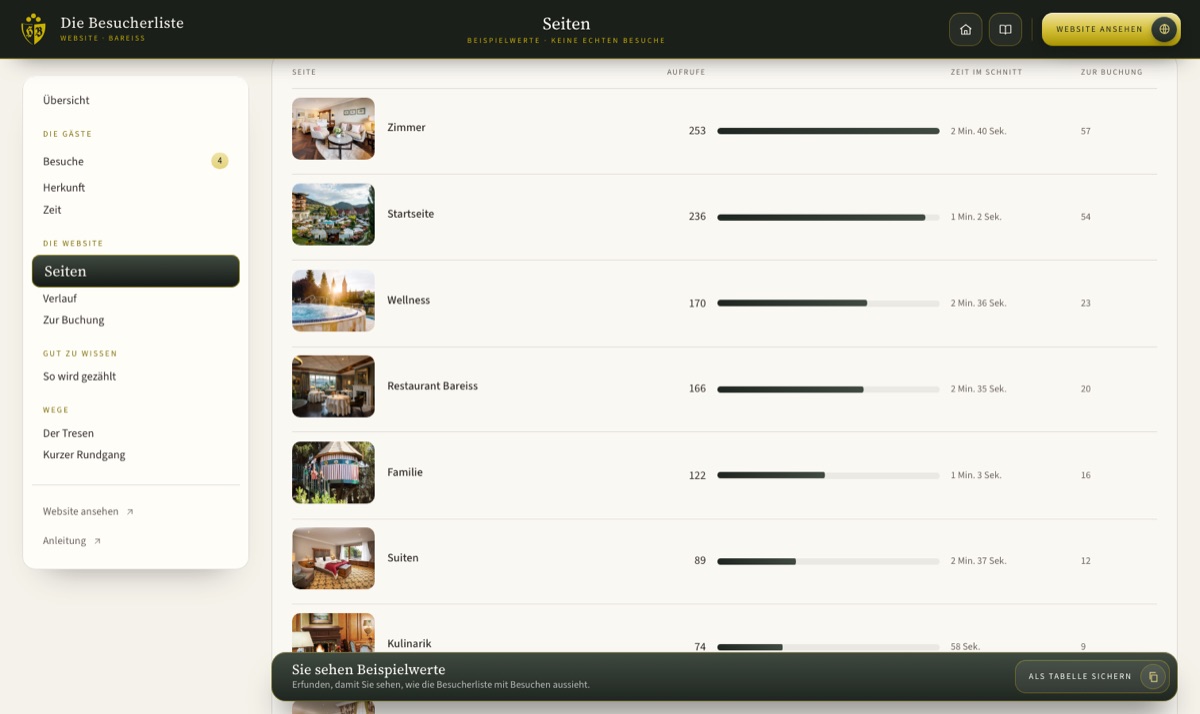 Die Besucherliste
WEBSITE · BAREISS
Seiten
BEISPIELWERTE · KEINE ECHTEN BESUCHE
WEBSITE ANSEHEN
Übersicht
DIE GÄSTE
Besuche 4
Herkunft
Zeit
DIE WEBSITE
Seiten
Verlauf
Zur Buchung
GUT ZU WISSEN
So wird gezählt
WEGE
Der Tresen
Kurzer Rundgang
Website ansehen
Anleitung
SEITE AUFRUFE ZEIT IM SCHNITT ZUR BUCHUNG
Zimmer 253 2 Min. 40 Sek. 57
Startseite 236 1 Min. 2 Sek. 54
Wellness 170 2 Min. 36 Sek. 23
Restaurant Bareiss 166 2 Min. 35 Sek. 20
Familie 122 1 Min. 3 Sek. 16
Suiten 89 2 Min. 37 Sek. 12
Kulinarik 74 58 Sek. 9
Sie sehen Beispielwerte
Erfunden, damit Sie sehen, wie die Besucherliste mit Besuchen aussieht.
ALS TABELLE SICHERN